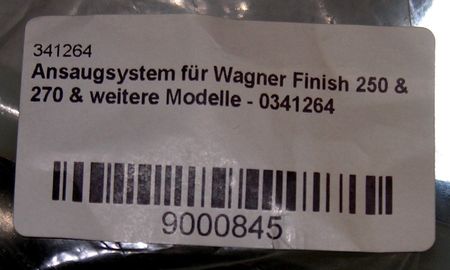 341264
Ansaugsystem für Wagner Finish 250 &
270 & weitere Modelle - 0341264
9000845